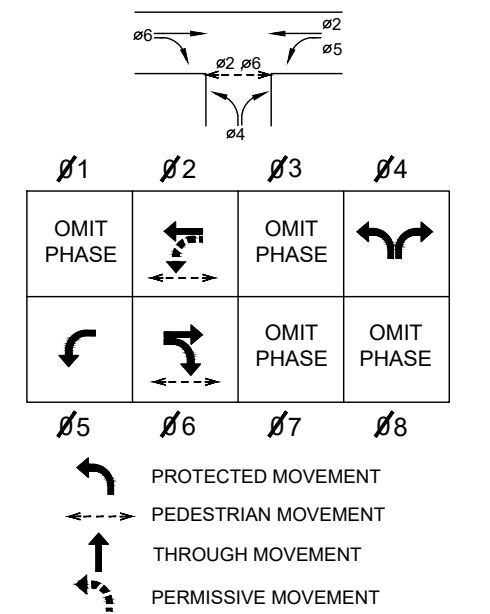 ø6
ø2
ø5
ø2 ø6
ø4
Ø1 Ø2 Ø3 Ø4
OMIT PHASE
OMIT PHASE
OMIT PHASE
OMIT PHASE
Ø5 Ø6 Ø7 Ø8
PROTECTED MOVEMENT
PEDESTRIAN MOVEMENT
THROUGH MOVEMENT
PERMISSIVE MOVEMENT